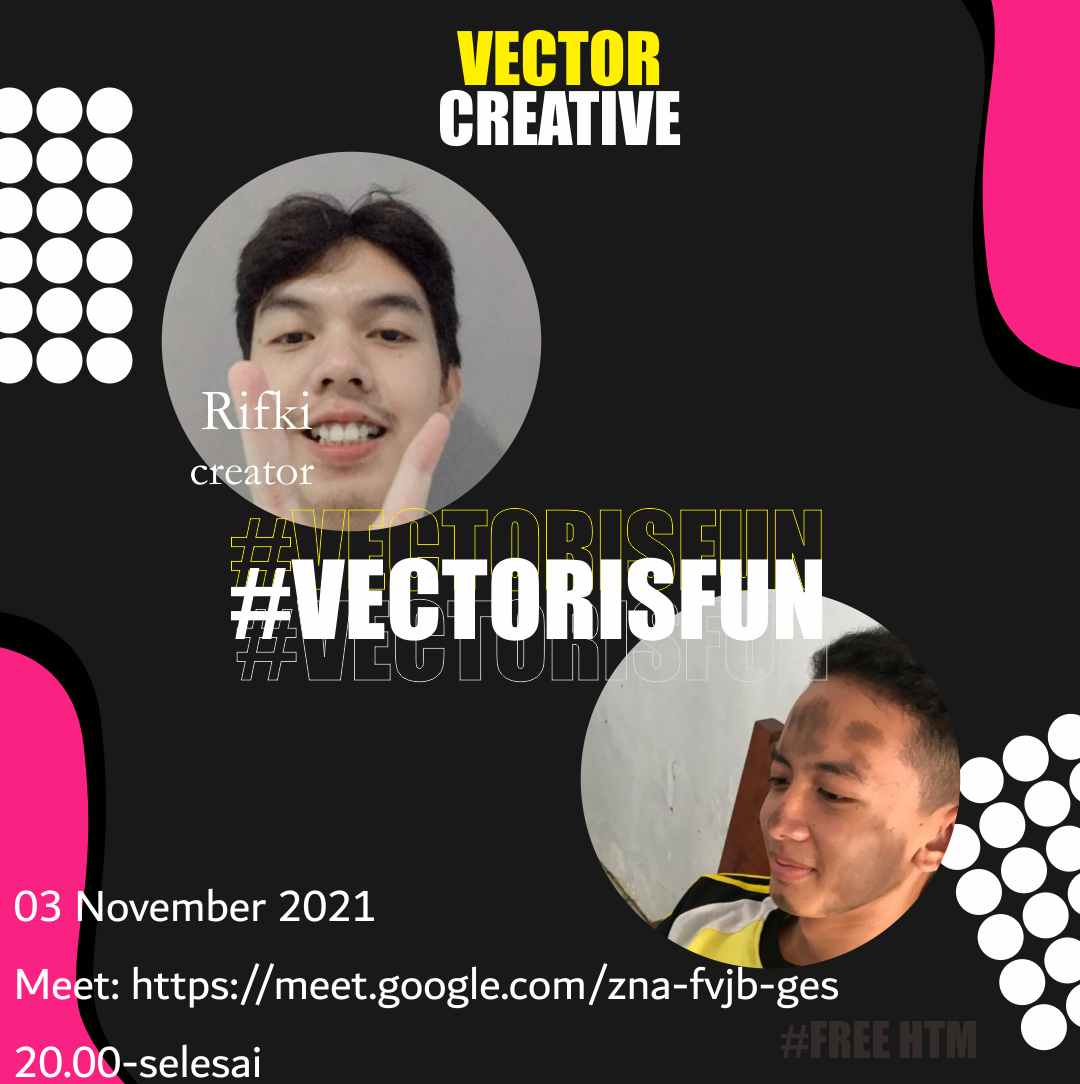 VECTOR
CREATIVE
Rifki
creator
#VECTORISFUN
#VECTORISFUN
#VECTORISFUN
03 November 2021
Meet: https://meet.google.com/zna-fvjb-ges
#FREE HTM
20.00-selesai